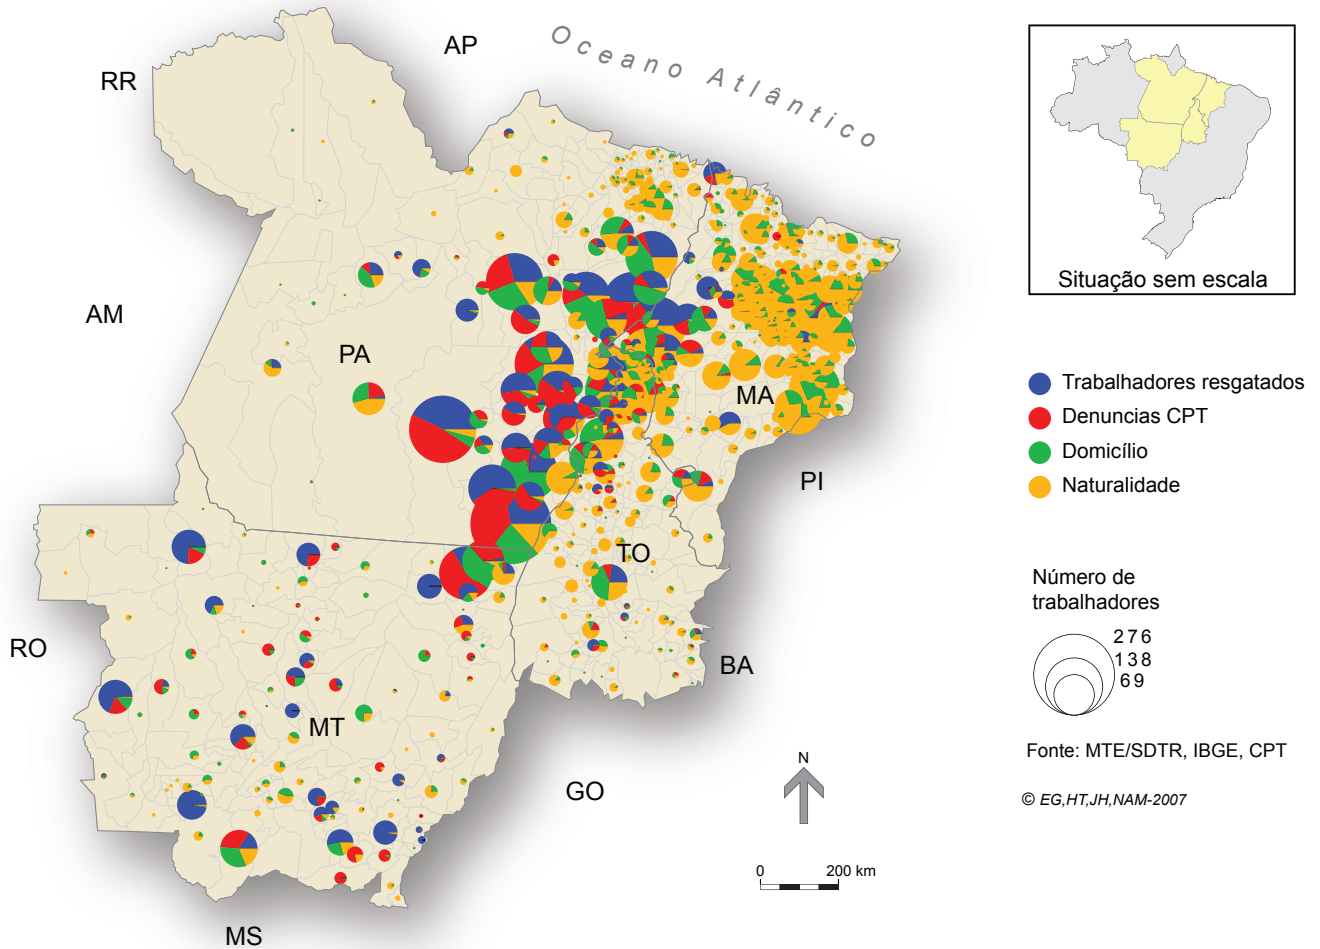 AP
Oceano Atlântico
RR
AM
PA
MA
PI
TO
RO
BA
MT
GO
MS
N
0 200 km
Situação sem escala
Trabalhadores resgatados
Denuncias CPT
Domicílio
Naturalidade
Número de
trabalhadores
276
138
69
Fonte: MTE/SDTR, IBGE, CPT
© EG,HT,JH,NAM-2007